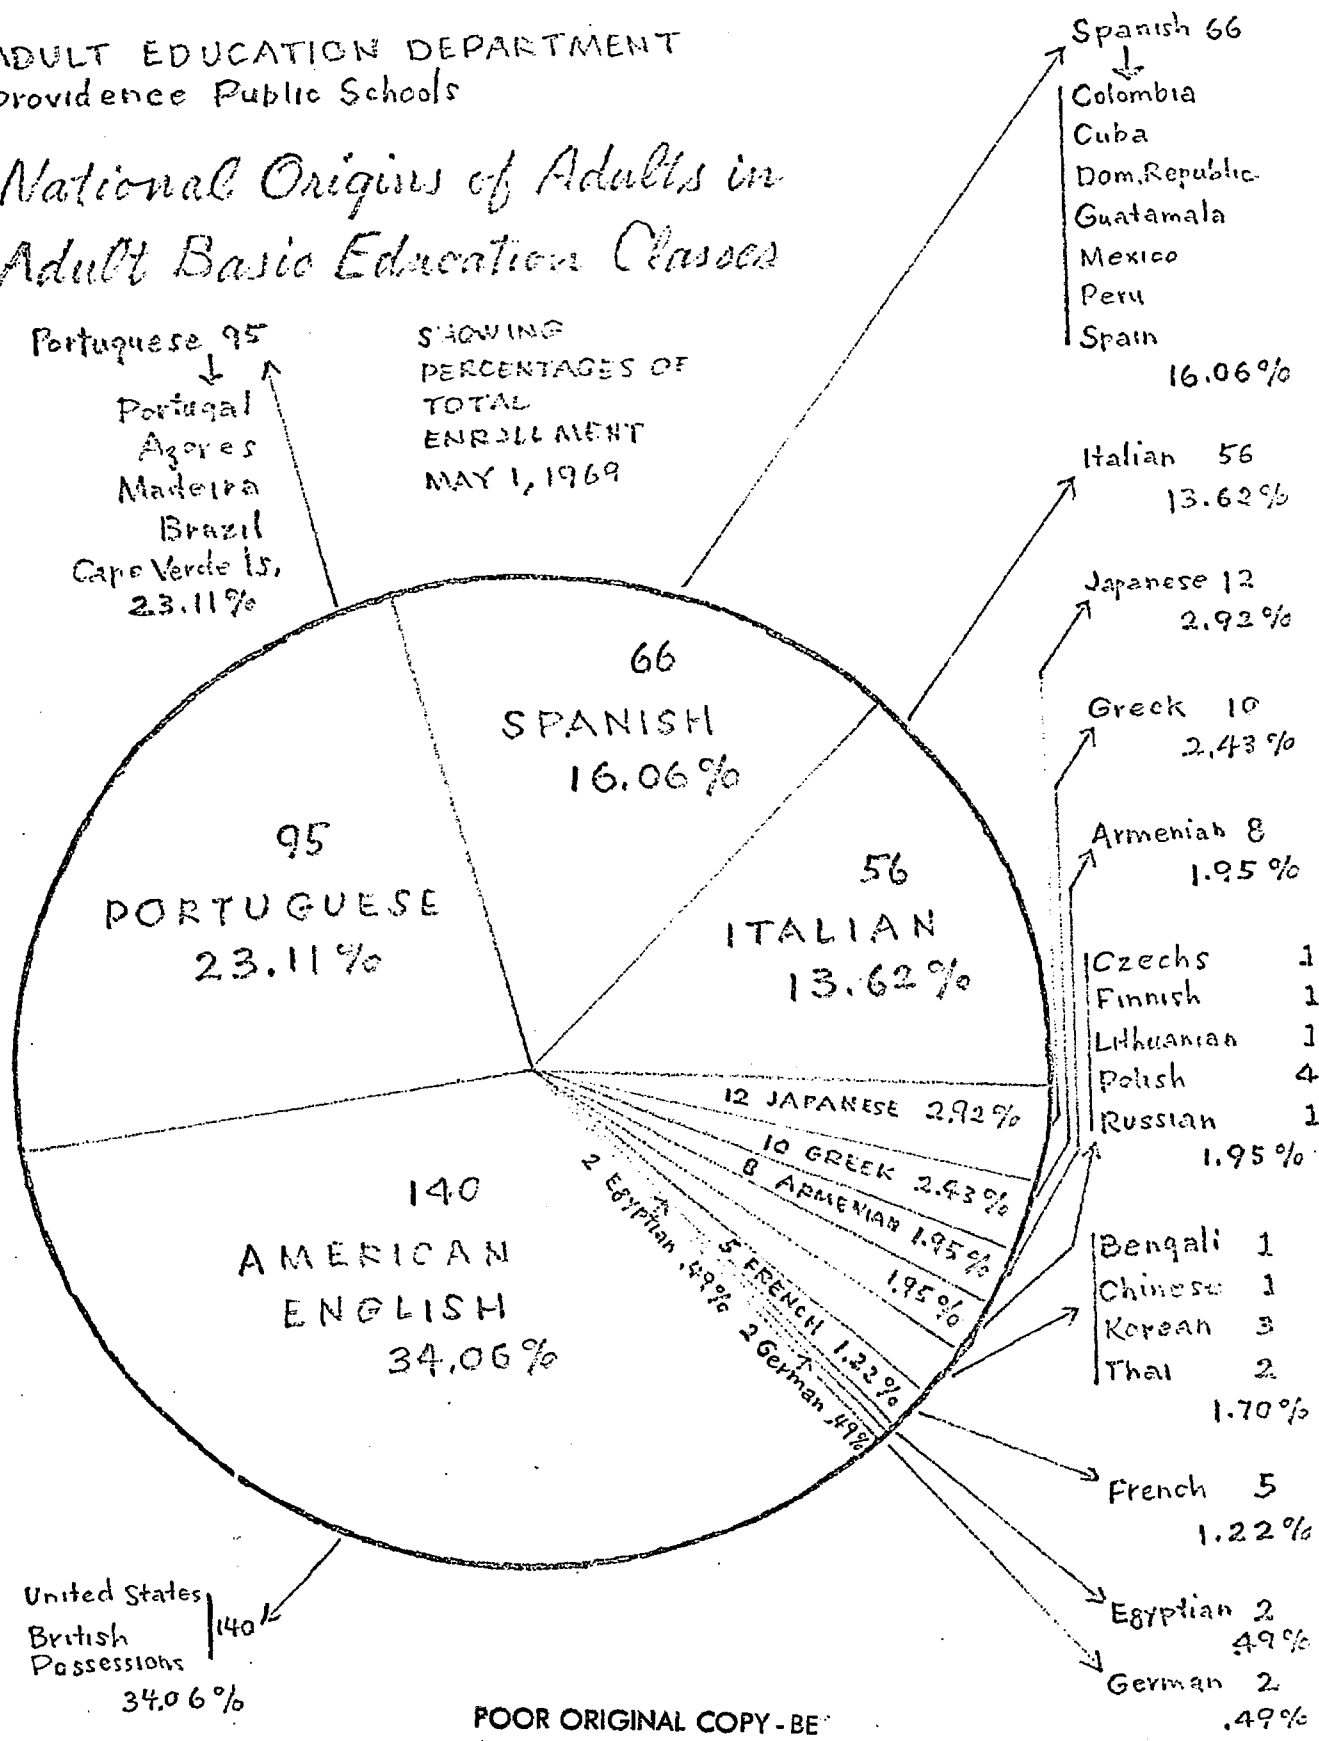 ADULT EDUCATION DEPARTMENT
Providence Public Schools
National Origins of Adults in
Adult Basic Education Classes
SHOWING
PERCENTAGES OF
TOTAL
ENROLLMENT
MAY 1, 1969
Portuguese 95
Portugal
Azores
Madeira
Brazil
Cape Verde Is.
23.11%
Spanish 66
Colombia
Cuba
Dom. Republic
Guatamala
Mexico
Peru
Spain
16.06%
Italian 56
13.62%
Japanese 12
2.92%
Greek 10
2.43%
Armenian 8
1.95%
Czechs 1
Finnish 1
Lithuanian 1
Polish 4
Russian 1
1.95%
Bengali 1
Chinese 1
Korean 3
Thai 2
1.70%
French 5
1.22%
Egyptian 2
.49%
German 2
.49%
66
SPANISH
16.06%
95
PORTUGUESE
23.11%
56
ITALIAN
13.62%
12 JAPANESE 2.92%
10 GREEK 2.43%
8 ARMENIAN 1.95%
1.95%
5 FRENCH 1.22%
2 Egyptian .49%
2 German .49%
140
AMERICAN
ENGLISH
34.06%
United States
British
Possessions
140
34.06%
POOR ORIGINAL COPY - BE